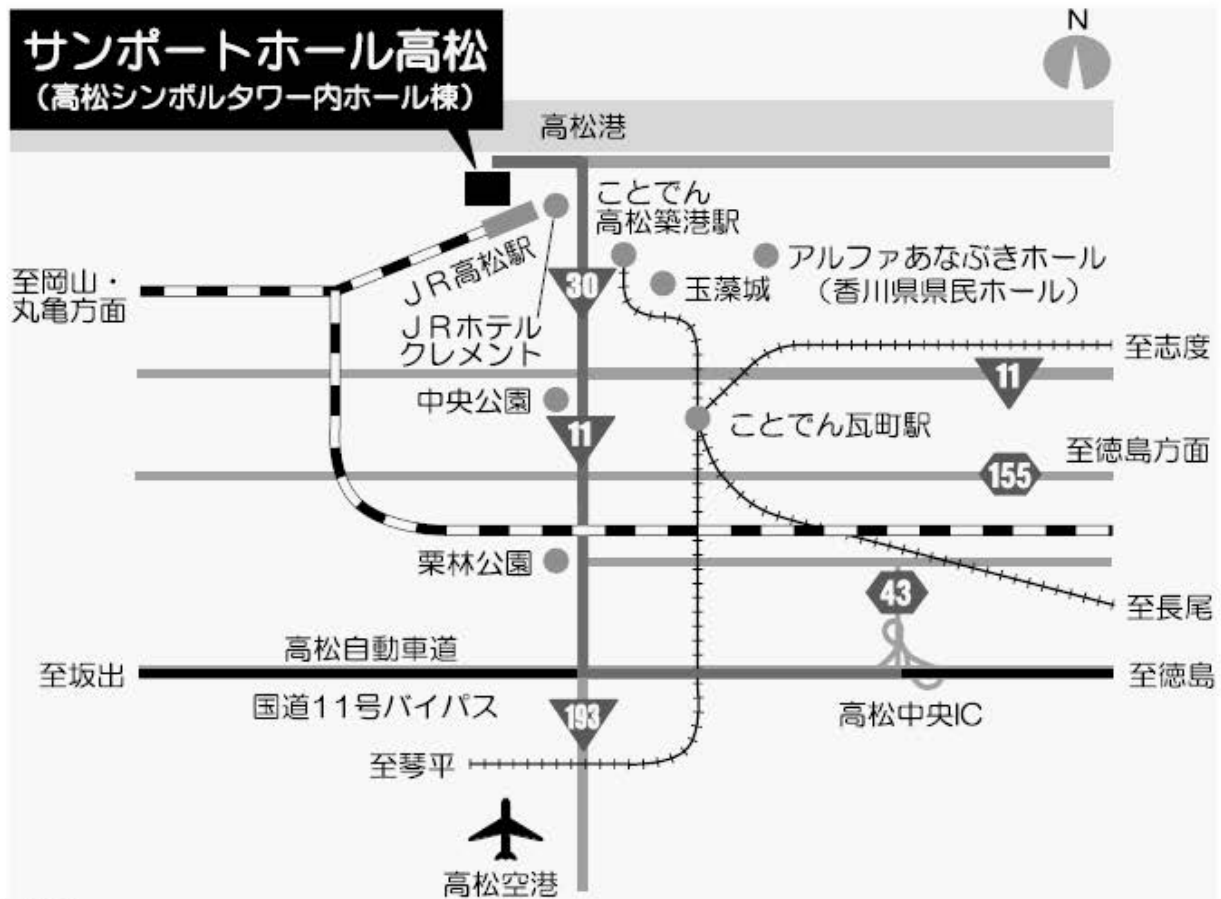 サンポートホール高松
（高松シンボルタワー内ホール棟）
N
高松港
ことでん
高松築港駅
アルファあなぶきホール
（香川県県民ホール）
玉藻城
至岡山・
丸亀方面
JR高松駅
30
JRホテル
クレメント
至志度
11
中央公園
11
ことでん瓦町駅
至徳島方面
155
栗林公園
43
至長尾
高松自動車道
至坂出
至徳島
国道11号バイパス
193
高松中央IC
至琴平
高松空港